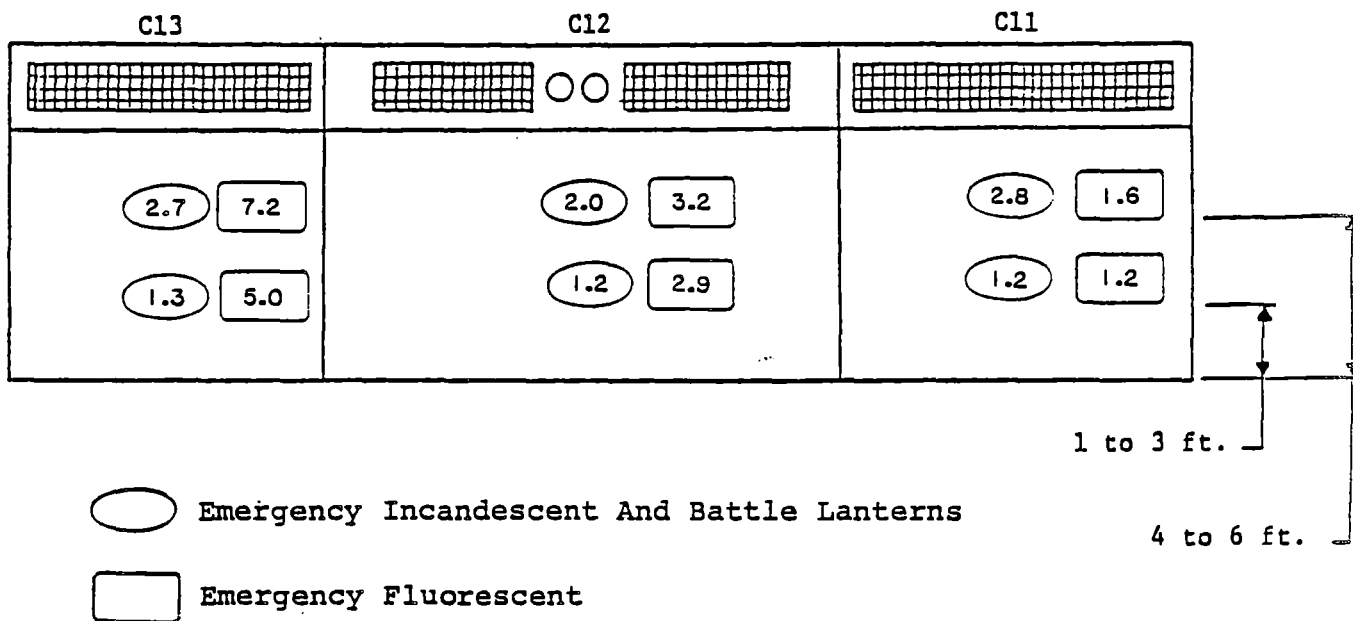 C13 C12 C11
2.7 7.2 2.0 3.2 2.8 1.6
1.3 5.0 1.2 2.9 1.2 1.2
1 to 3 ft.
Emergency Incandescent And Battle Lanterns
4 to 6 ft.
Emergency Fluorescent